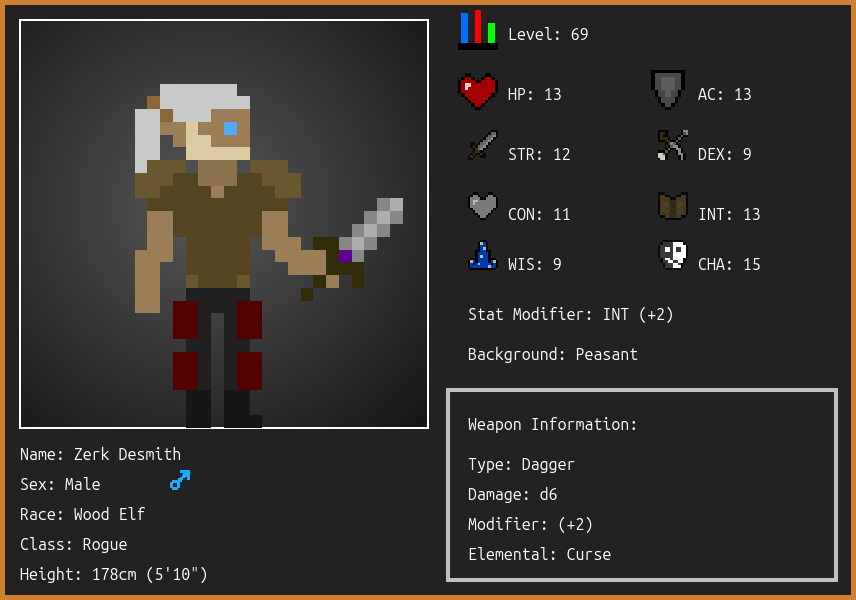 Level: 69
HP: 13
AC: 13
STR: 12
DEX: 9
CON: 11
INT: 13
WIS: 9
CHA: 15
Stat Modifier: INT (+2)
Background: Peasant
Weapon Information:
Type: Dagger
Damage: d6
Modifier: (+2)
Elemental: Curse
Name: Zerk Desmith
Sex: Male
Race: Wood Elf
Class: Rogue
Height: 178cm (5'10")